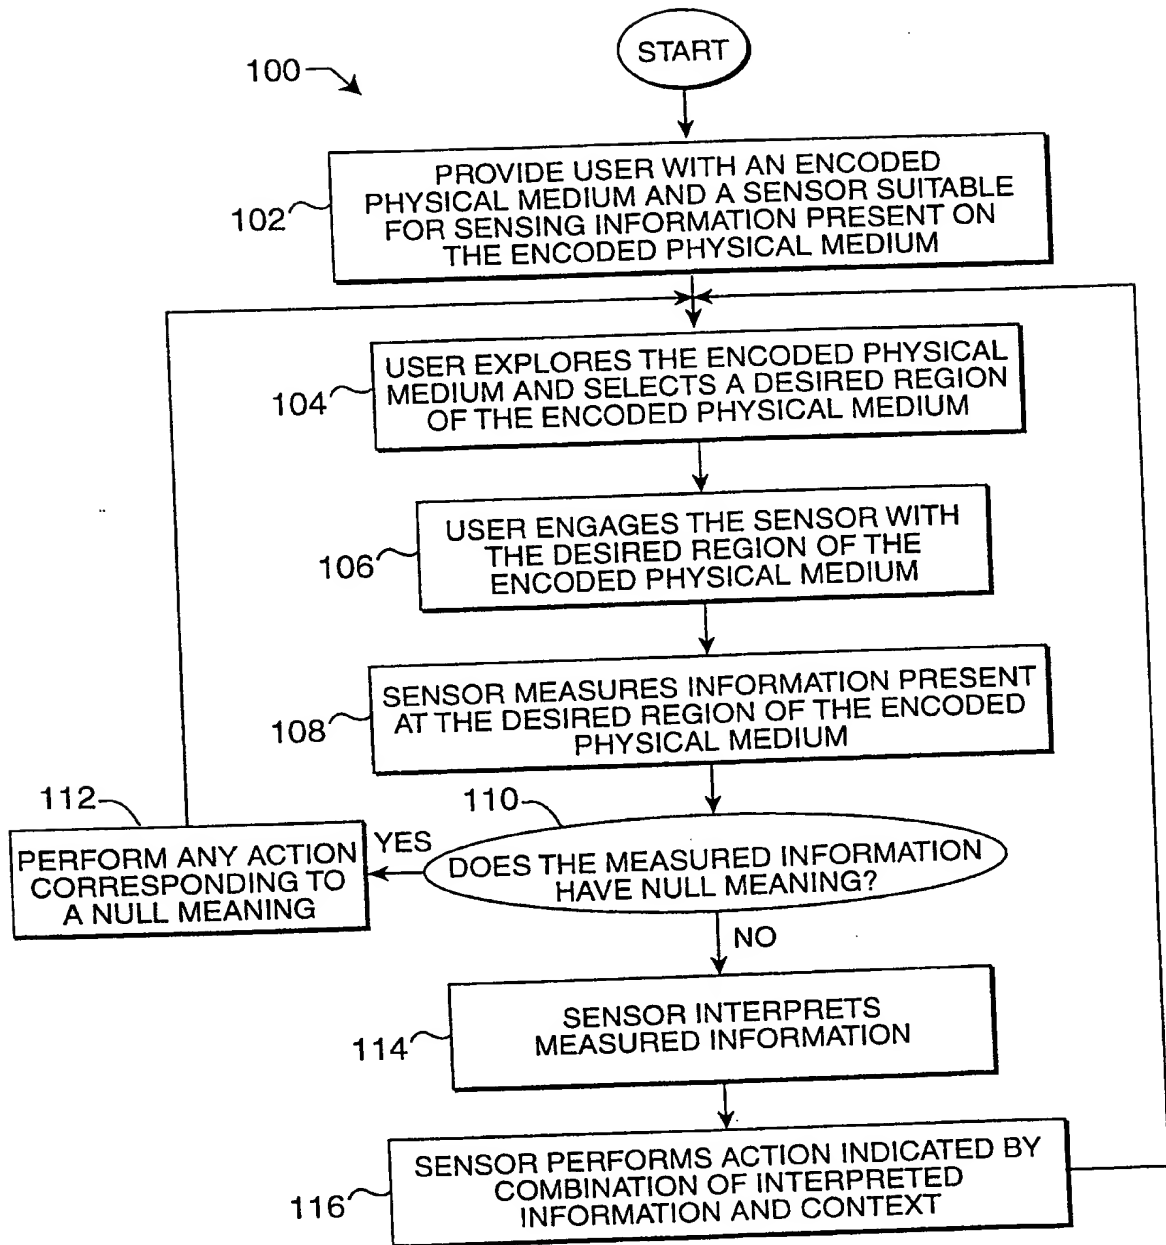 START
100
PROVIDE USER WITH AN ENCODED
PHYSICAL MEDIUM AND A SENSOR SUITABLE
FOR SENSING INFORMATION PRESENT ON
THE ENCODED PHYSICAL MEDIUM
102
USER EXPLORES THE ENCODED PHYSICAL
MEDIUM AND SELECTS A DESIRED REGION
OF THE ENCODED PHYSICAL MEDIUM
104
USER ENGAGES THE SENSOR WITH
THE DESIRED REGION OF THE
ENCODED PHYSICAL MEDIUM
106
SENSOR MEASURES INFORMATION PRESENT
AT THE DESIRED REGION OF THE ENCODED
PHYSICAL MEDIUM
108
110
DOES THE MEASURED INFORMATION
HAVE NULL MEANING?
YES
112
PERFORM ANY ACTION
CORRESPONDING TO
A NULL MEANING
NO
SENSOR INTERPRETS
MEASURED INFORMATION
114
SENSOR PERFORMS ACTION INDICATED BY
COMBINATION OF INTERPRETED
INFORMATION AND CONTEXT
116